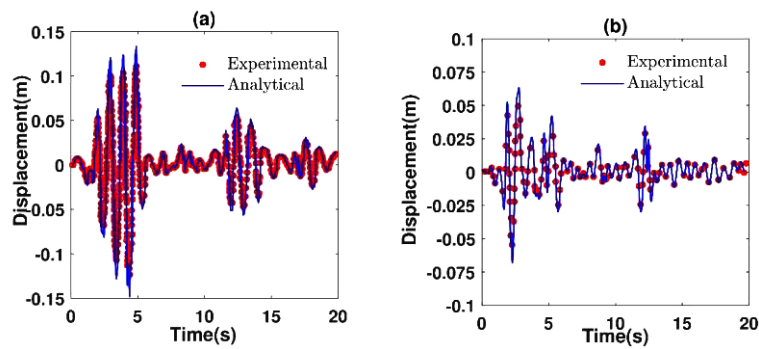 (a)
0.15
0.1
0.05
0
-0.05
-0.1
-0.15
0
5
10
15
20
Displacement(m)
Time(s)
Experimental
Analytical
(b)
0.1
0.075
0.05
0.025
0
-0.025
-0.05
-0.075
-0.1
0
5
10
15
20
Displacement(m)
Time(s)
Experimental
Analytical